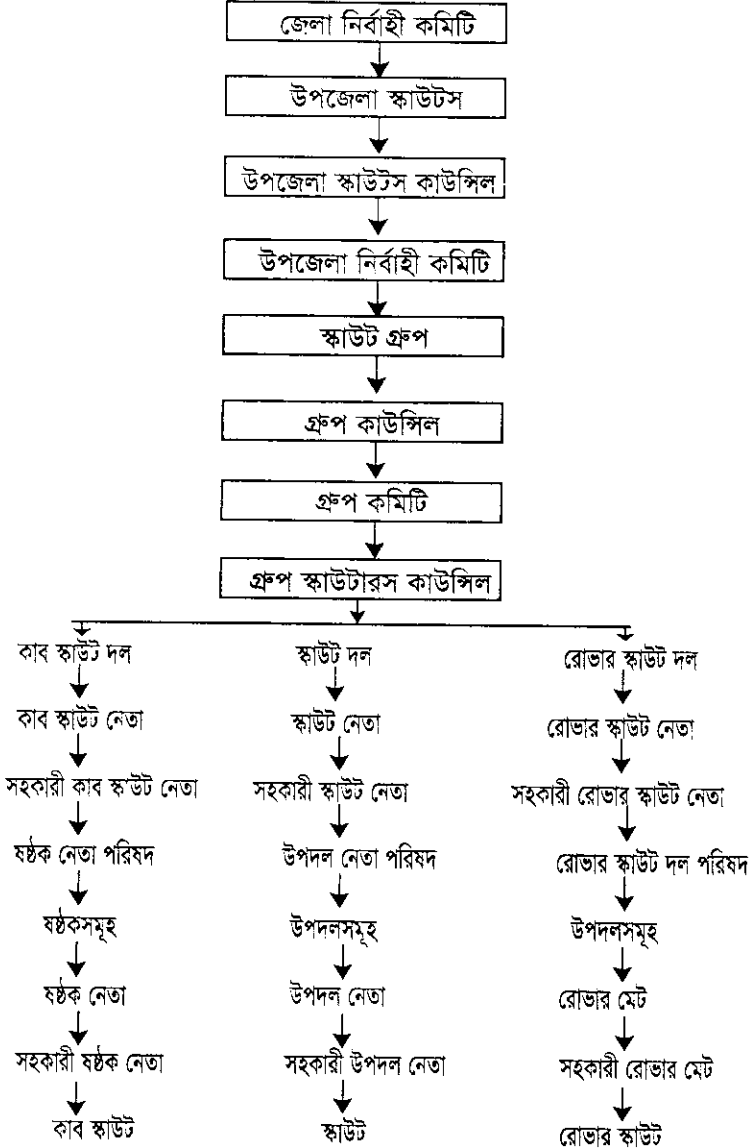 জেলা নির্বাহী কমিটি
উপজেলা স্কাউটস
উপজেলা স্কাউটস কাউন্সিল
উপজেলা নির্বাহী কমিটি
স্কাউট গ্রুপ
গ্রুপ কাউন্সিল
গ্রুপ কমিটি
গ্রুপ স্কাউটারস কাউন্সিল
কাব স্কাউট দল স্কাউট দল রোভার স্কাউট দল
কাব স্কাউট নেতা স্কাউট নেতা রোভার স্কাউট নেতা
সহকারী কাব স্কাউট নেতা সহকারী স্কাউট নেতা সহকারী রোভার স্কাউট নেতা
ষষ্ঠক নেতা পরিষদ উপদল নেতা পরিষদ রোভার স্কাউট দল পরিষদ
ষষ্ঠকসমূহ উপদলসমূহ উপদলসমূহ
ষষ্ঠক নেতা উপদল নেতা রোভার মেট
সহকারী ষষ্ঠক নেতা সহকারী উপদল নেতা সহকারী রোভার মেট
কাব স্কাউট স্কাউট রোভার স্কাউট